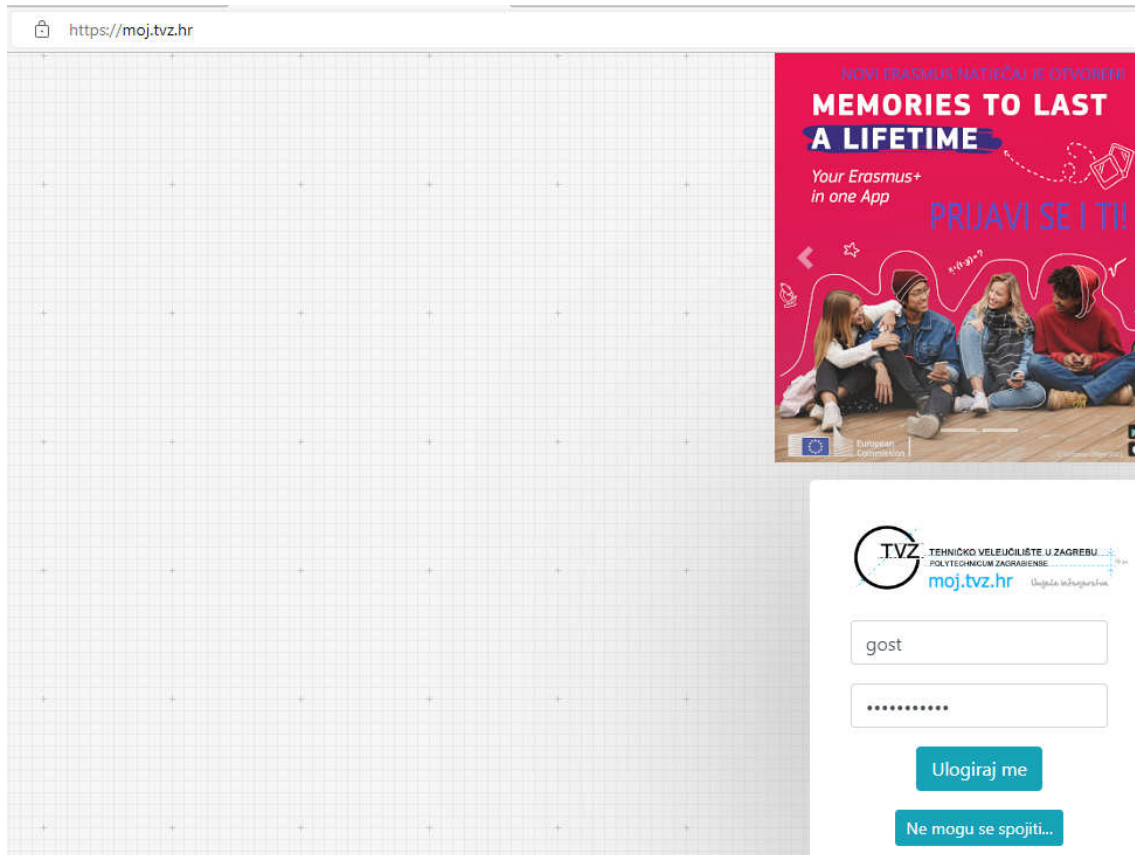 https://moj.tvz.hr
NOVI ERASMUS NATJEČAJ JE OTVOREN!
MEMORIES TO LAST
A LIFETIME
Your Erasmus+
in one App
PRIJAVI SE I TI!
European
Commission
TVZ
TEHNIČKO VELEUČILIŠTE U ZAGREBU
POLYTECHNICUM ZAGRABIENSE
moj.tvz.hr
gost
•••••••••••
Ulogiraj me
Ne mogu se spojiti...